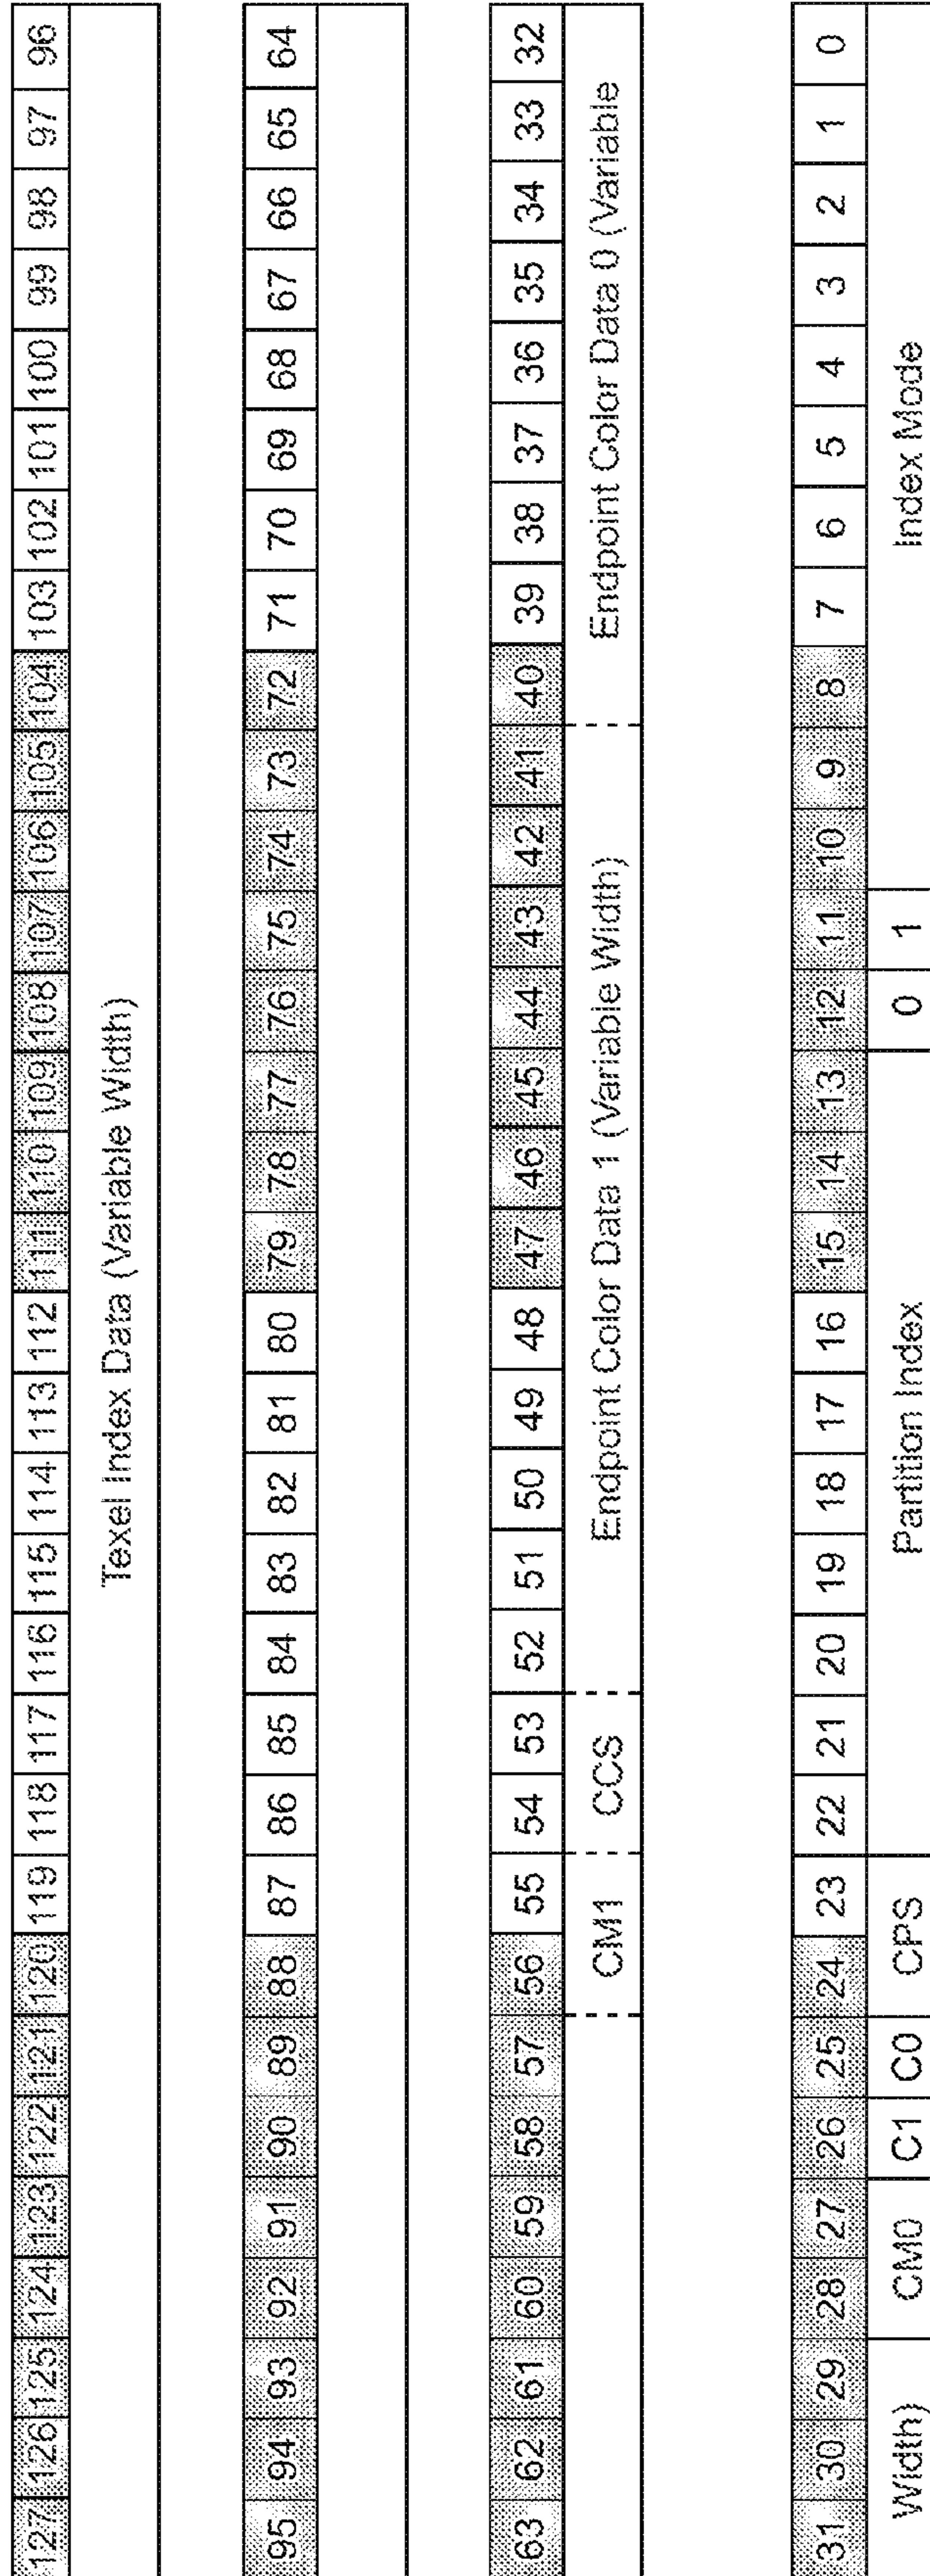 127 126 125 124 123 122 121 120 119 118 117 116 115 114 113 112 111 110 109 108 107 106 105 104 103 102 101 100 99 98 97 96
Texel Index Data (Variable Width)
95 94 93 92 91 90 89 88 87 86 85 84 83 82 81 80 79 78 77 76 75 74 73 72 71 70 69 68 67 66 65 64
63 62 61 60 59 58 57 56 55 54 53 52 51 50 49 48 47 46 45 44 43 42 41 40 39 38 37 36 35 34 33 32
CM1 CCS Endpoint Color Data 1 (Variable Width) Endpoint Color Data 0 (Variable
31 30 29 28 27 26 25 24 23 22 21 20 19 18 17 16 15 14 13 12 11 10 9 8 7 6 5 4 3 2 1 0
Width) CM0 C1 C0 CPS Partition Index 0 1 Index Mode